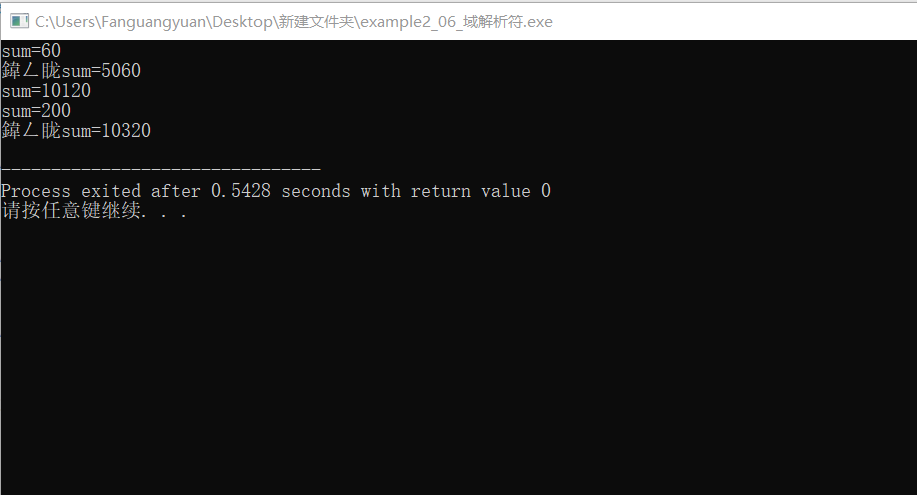 C:\Users\Fanguangyuan\Desktop\新建文件夹\example2_06_域解析符.exe
sum=60
鍏ㄥ眬sum=5060
sum=10120
sum=200
鍏ㄥ眬sum=10320
--------------------------------
Process exited after 0.5428 seconds with return value 0
请按任意键继续. . .